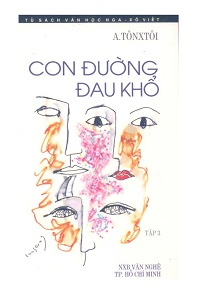 TỦ SÁCH VĂN HỌC NGA - XÔ VIẾT
A.TÔNXTÔI
CON ĐƯỜNG
ĐAU KHỔ
TẬP 3
NXB VĂN NGHỆ
TP. HỒ CHÍ MINH